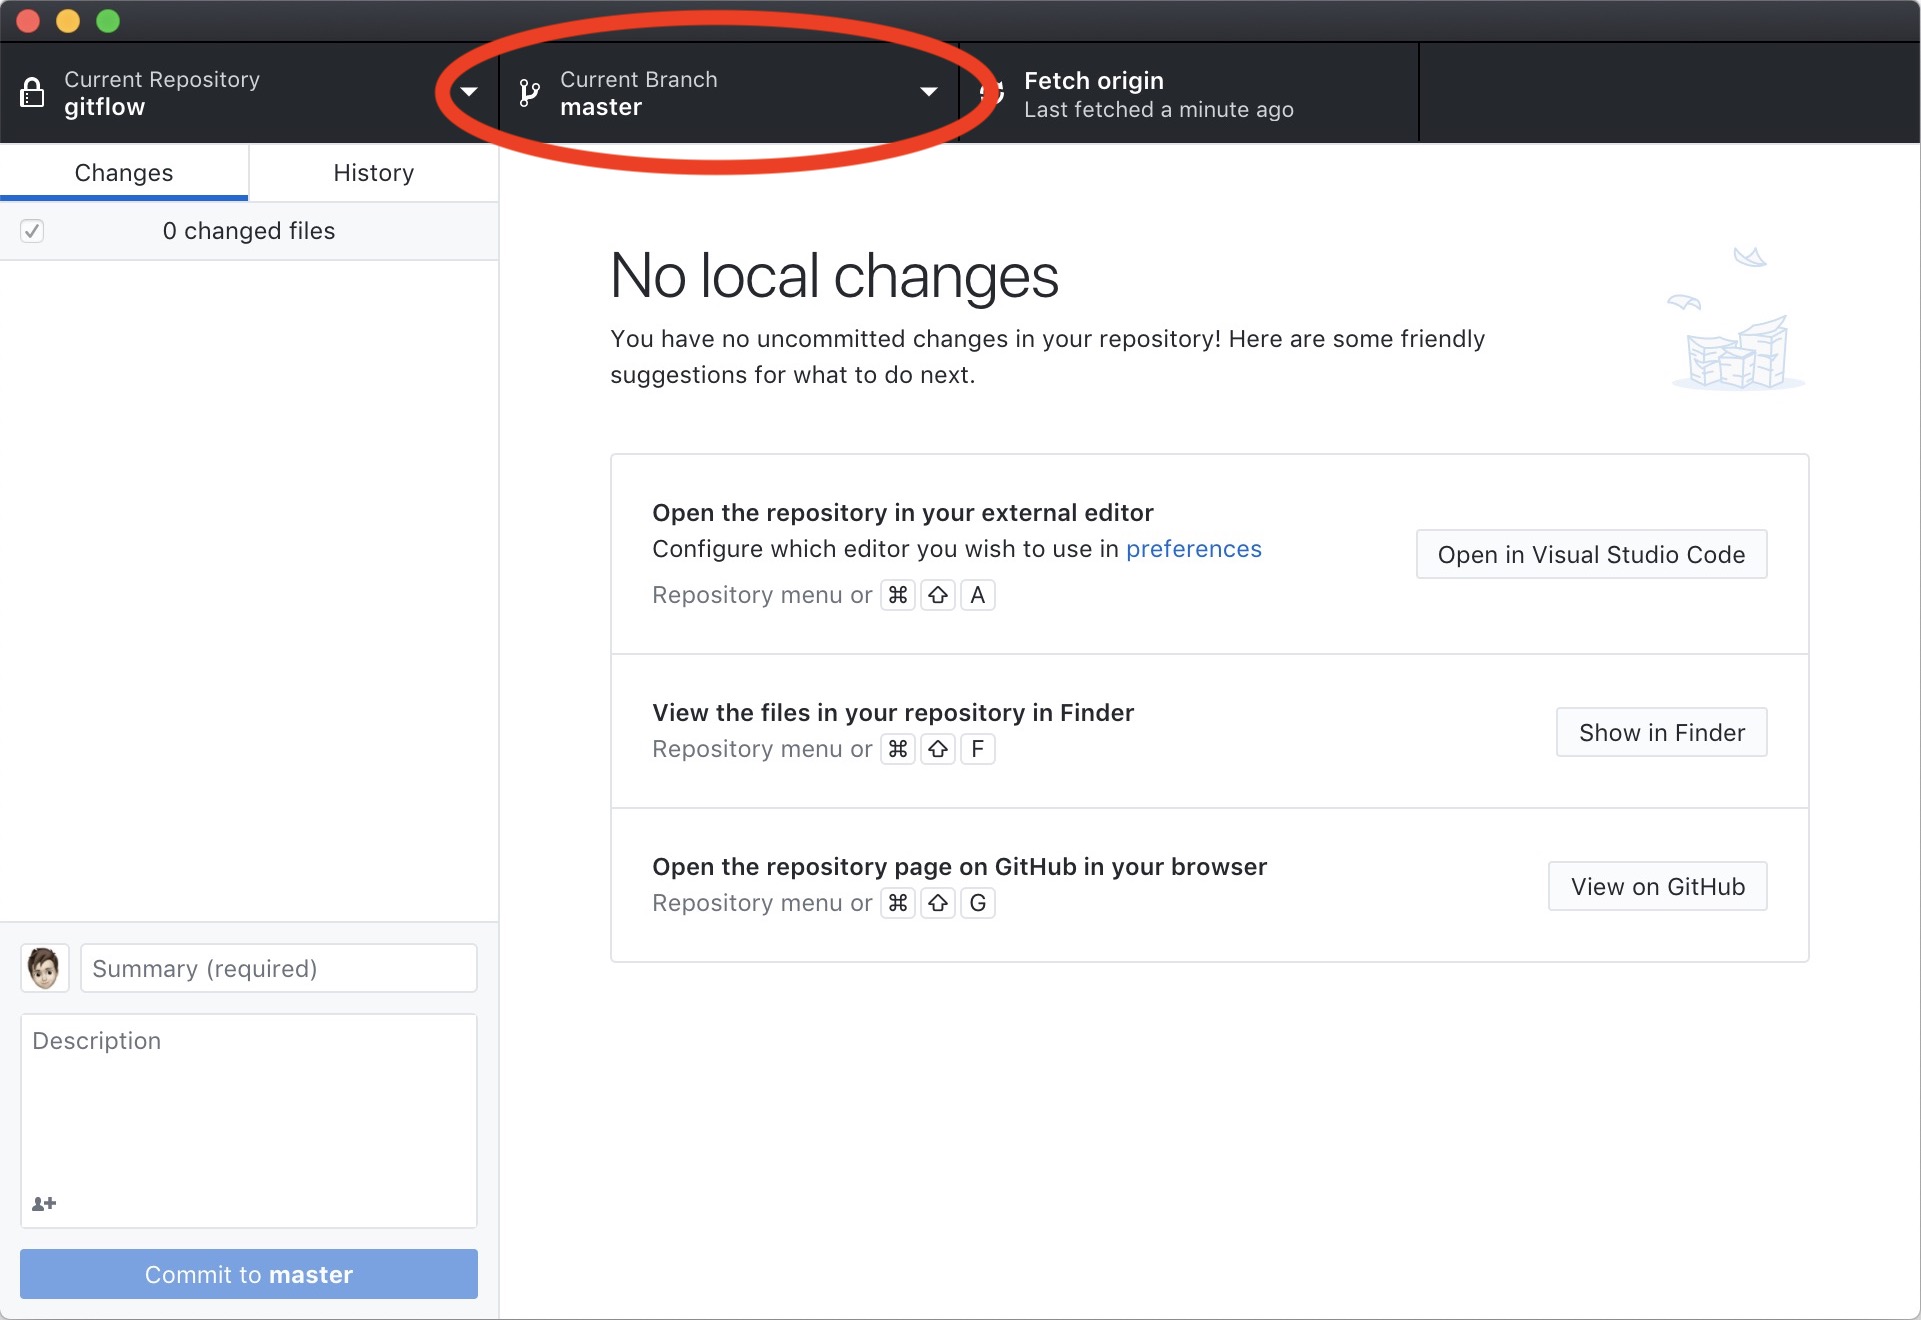 Current Repository
gitflow
Current Branch
master
Fetch origin
Last fetched a minute ago
Changes
History
0 changed files
No local changes
You have no uncommitted changes in your repository! Here are some friendly
suggestions for what to do next.
Open the repository in your external editor
Configure which editor you wish to use in preferences
Repository menu or ⌘ ⇧ A
Open in Visual Studio Code
View the files in your repository in Finder
Repository menu or ⌘ ⇧ F
Show in Finder
Open the repository page on GitHub in your browser
Repository menu or ⌘ ⇧ G
View on GitHub
Summary (required)
Description
Commit to master